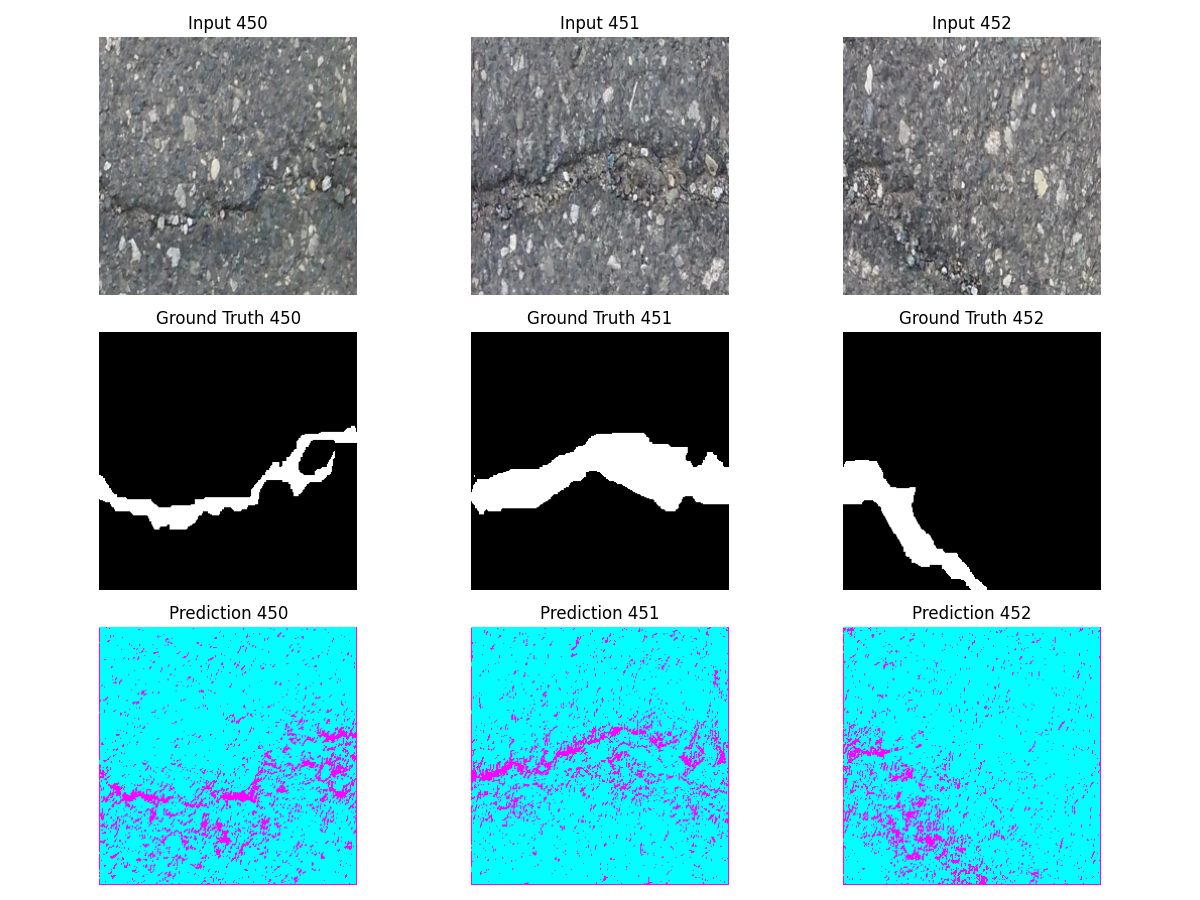 Input 450
Input 451
Input 452
Ground Truth 450
Ground Truth 451
Ground Truth 452
Prediction 450
Prediction 451
Prediction 452